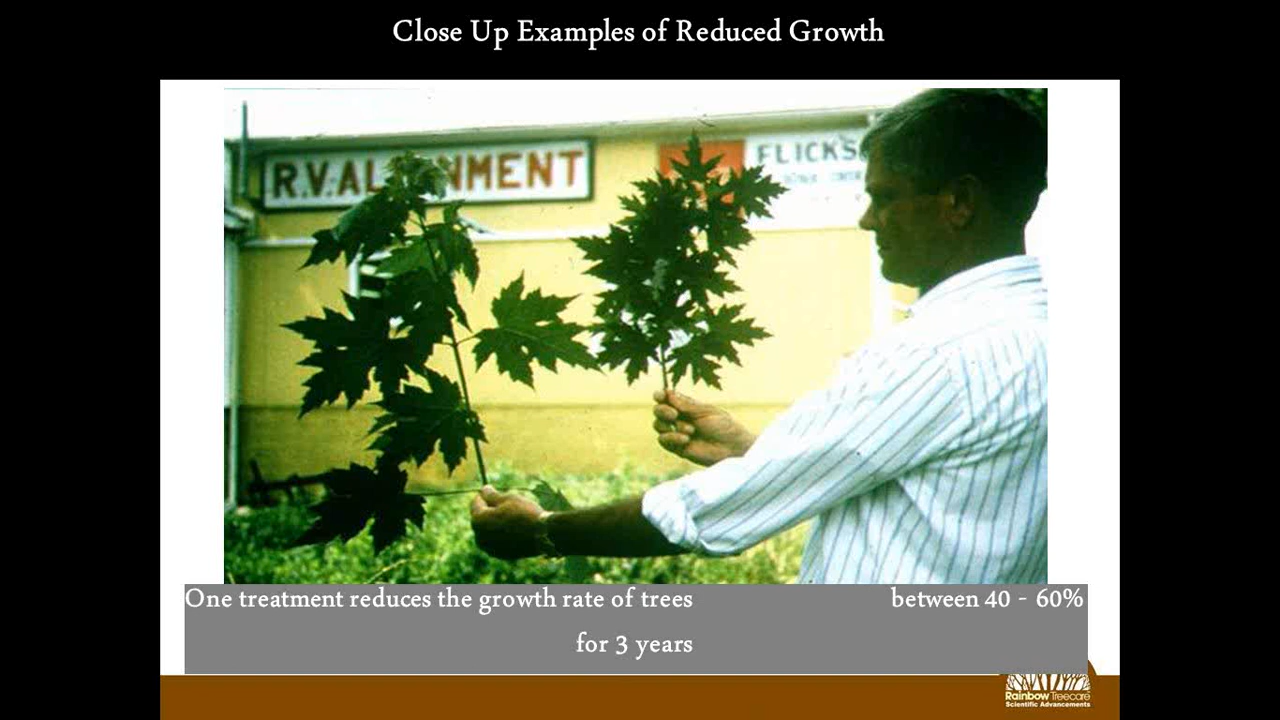 Close Up Examples of Reduced Growth
R.V. AL NMENT
FLICKS
One treatment reduces the growth rate of trees between 40 - 60%
for 3 years
Rainbow Treecare
Scientific Advancements